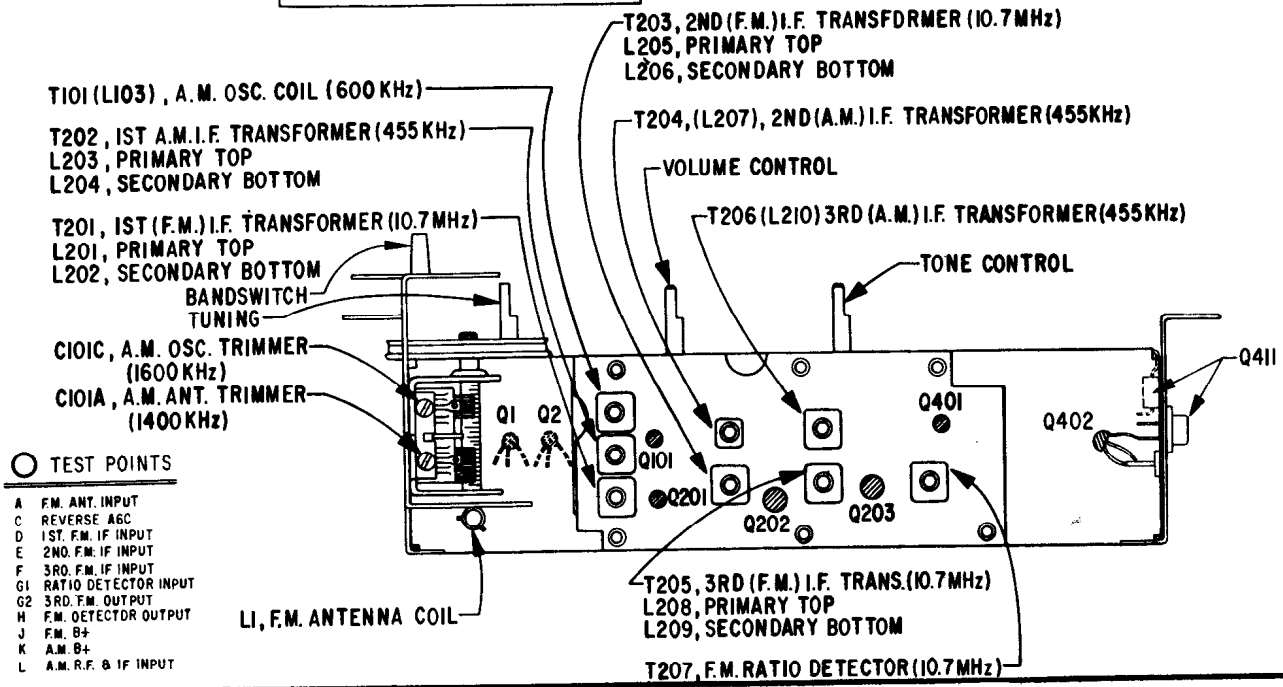 T203, 2ND (F.M.) I.F. TRANSFDRMER (10.7MHz)
L205, PRIMARY TOP
L206, SECONDARY BOTTOM
T101 (L103), A.M. OSC. COIL (600 KHz)
T202, 1ST A.M.I.F. TRANSFORMER (455 KHz)
L203, PRIMARY TOP
L204, SECONDARY BOTTOM
T204, (L207), 2ND (A.M.) I.F. TRANSFORMER (455KHz)
VOLUME CONTROL
T201, 1ST (F.M.) I.F. TRANSFORMER (10.7MHz)
L201, PRIMARY TOP
L202, SECONDARY BOTTOM
T206 (L210) 3RD (A.M.) I.F. TRANSFORMER (455KHz)
TONE CONTROL
BANDSWITCH
TUNING
C101C, A.M. OSC. TRIMMER
(1600 KHz)
C101A, A.M. ANT. TRIMMER
(1400 KHz)
Q1
Q2
Q101
Q201
Q202
Q203
Q401
Q402
Q411
TEST POINTS
A F.M. ANT. INPUT
C REVERSE AGC
D 1ST. F.M. IF INPUT
E 2ND. F.M. IF INPUT
F 3RD. F.M. IF INPUT
G1 RATIO DETECTOR INPUT
G2 3RD. F.M. OUTPUT
H F.M. DETECTDR OUTPUT
J F.M. B+
K A.M. B+
L A.M. R.F. & IF INPUT
L1, F.M. ANTENNA COIL
T205, 3RD (F.M.) I.F. TRANS. (10.7MHz)
L208, PRIMARY TOP
L209, SECONDARY BOTTOM
T207, F.M. RATIO DETECTOR (10.7MHz)